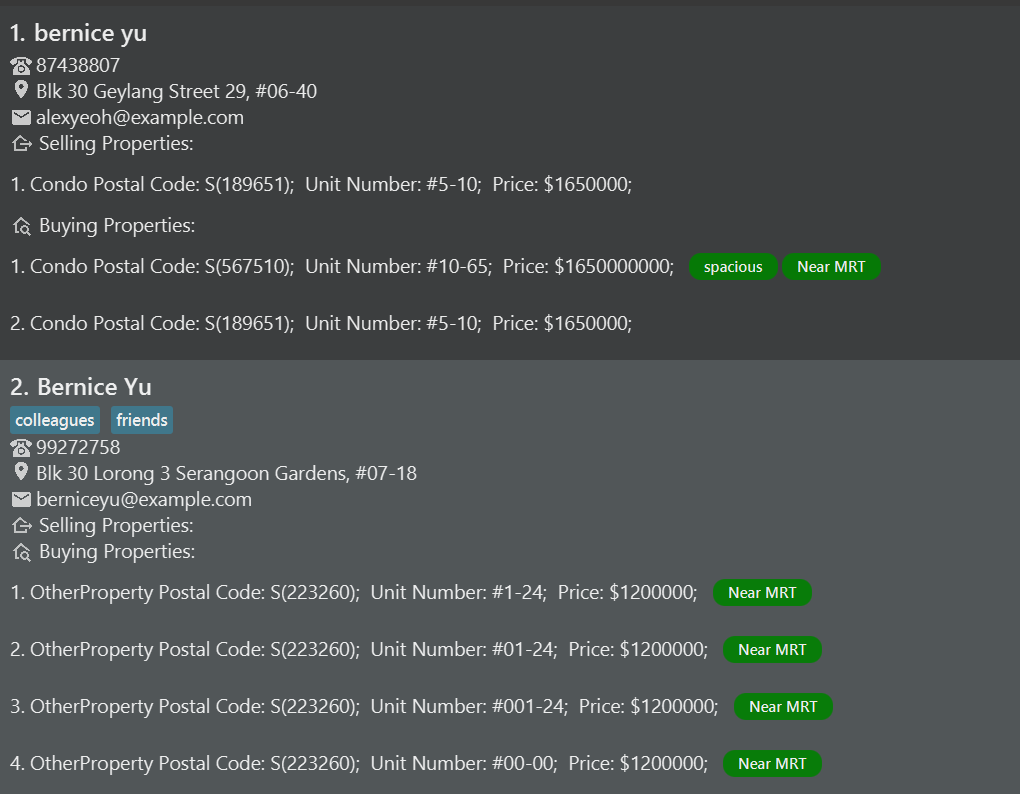 1. bernice yu
87438807
Blk 30 Geylang Street 29, #06-40
alexyeoh@example.com
Selling Properties:
1. Condo Postal Code: S(189651); Unit Number: #5-10; Price: $1650000;
Buying Properties:
1. Condo Postal Code: S(567510); Unit Number: #10-65; Price: $1650000000; spacious Near MRT
2. Condo Postal Code: S(189651); Unit Number: #5-10; Price: $1650000;
2. Bernice Yu
colleagues friends
99272758
Blk 30 Lorong 3 Serangoon Gardens, #07-18
berniceyu@example.com
Selling Properties:
Buying Properties:
1. OtherProperty Postal Code: S(223260); Unit Number: #1-24; Price: $1200000; Near MRT
2. OtherProperty Postal Code: S(223260); Unit Number: #01-24; Price: $1200000; Near MRT
3. OtherProperty Postal Code: S(223260); Unit Number: #001-24; Price: $1200000; Near MRT
4. OtherProperty Postal Code: S(223260); Unit Number: #00-00; Price: $1200000; Near MRT